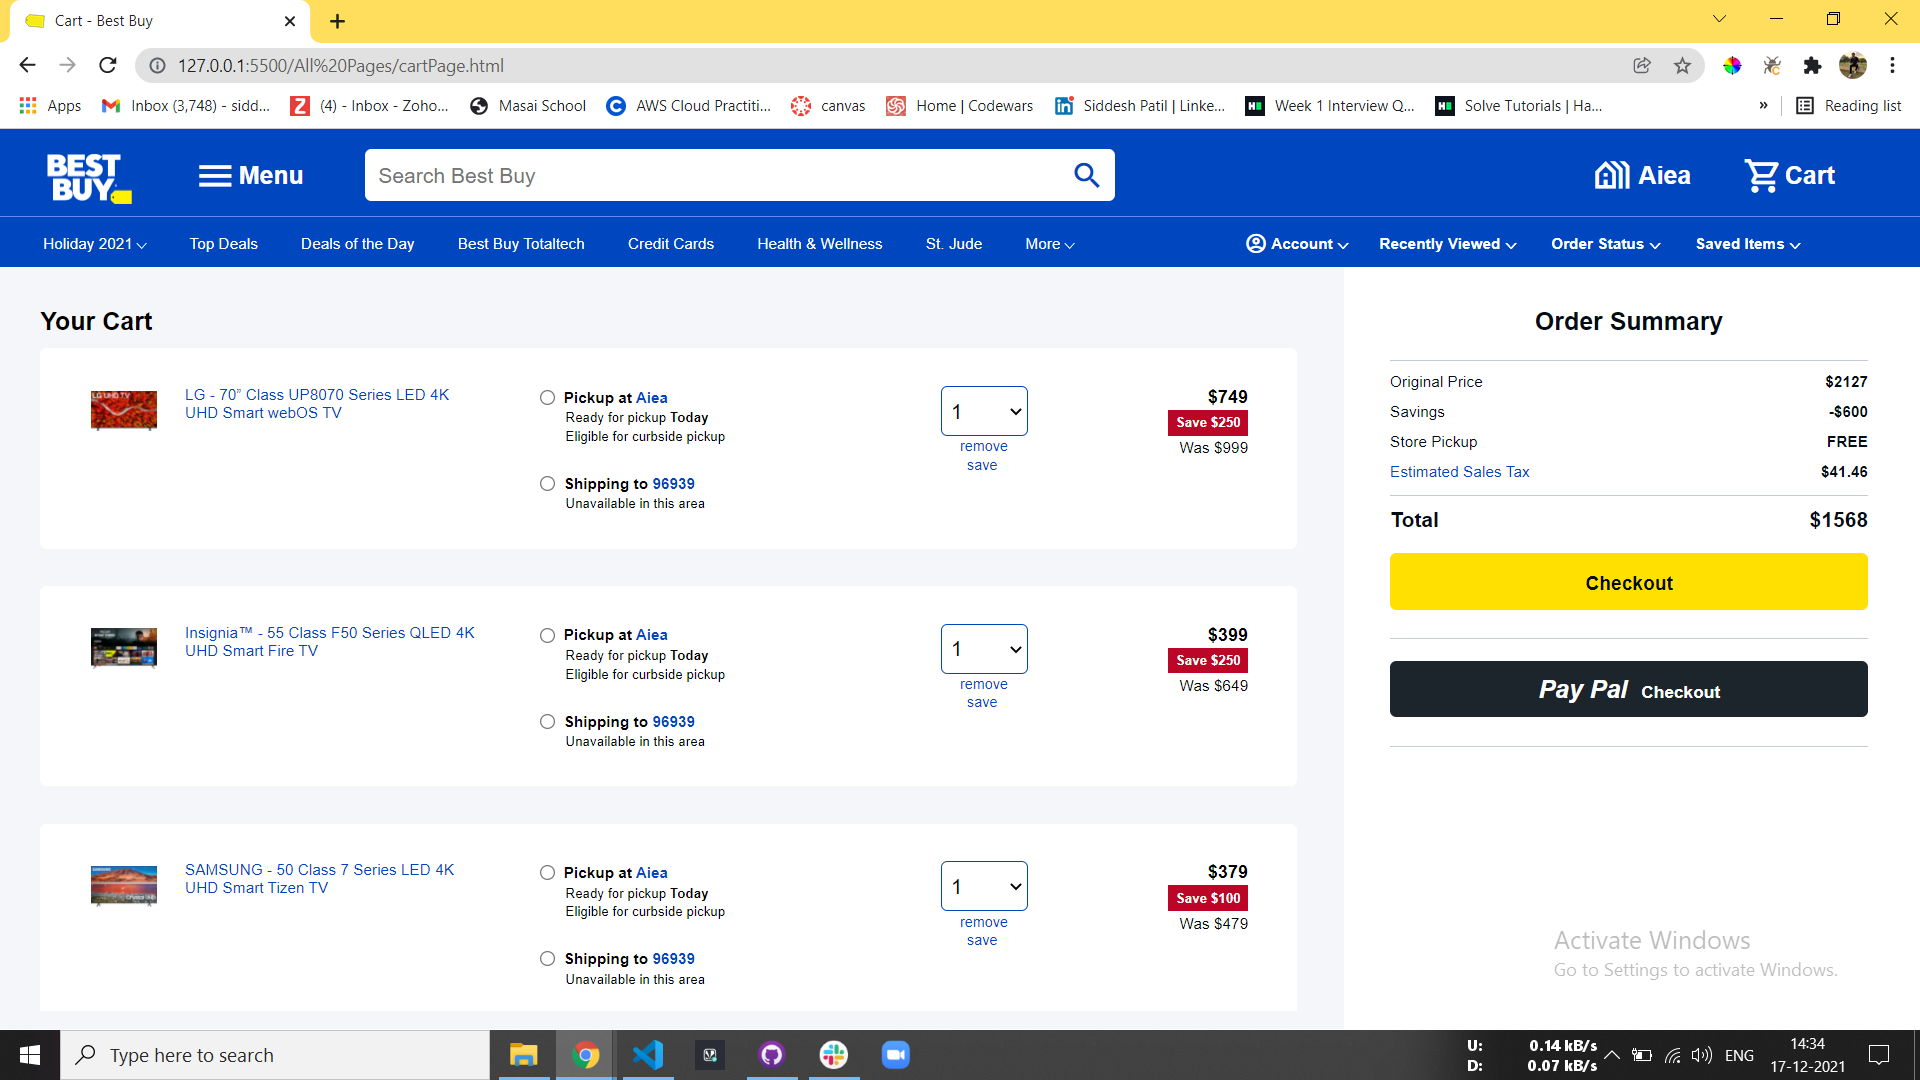 Cart - Best Buy
127.0.0.1:5500/All%20Pages/cartPage.html
Apps
Inbox (3,748) - sidd...
(4) - Inbox - Zoho...
Masai School
AWS Cloud Practiti...
canvas
Home | Codewars
Siddesh Patil | Linke...
Week 1 Interview Q...
Solve Tutorials | Ha...
»
Reading list
BEST
BUY
Menu
Search Best Buy
Aiea
Cart
Holiday 2021
Top Deals
Deals of the Day
Best Buy Totaltech
Credit Cards
Health & Wellness
St. Jude
More
Account
Recently Viewed
Order Status
Saved Items
Your Cart
LG - 70” Class UP8070 Series LED 4K
UHD Smart webOS TV
Pickup at Aiea
Ready for pickup Today
Eligible for curbside pickup
Shipping to 96939
Unavailable in this area
1
remove
save
$749
Save $250
Was $999
Insignia™ - 55 Class F50 Series QLED 4K
UHD Smart Fire TV
Pickup at Aiea
Ready for pickup Today
Eligible for curbside pickup
Shipping to 96939
Unavailable in this area
1
remove
save
$399
Save $250
Was $649
SAMSUNG - 50 Class 7 Series LED 4K
UHD Smart Tizen TV
Pickup at Aiea
Ready for pickup Today
Eligible for curbside pickup
Shipping to 96939
Unavailable in this area
1
remove
save
$379
Save $100
Was $479
Order Summary
Original Price $2127
Savings -$600
Store Pickup FREE
Estimated Sales Tax $41.46
Total $1568
Checkout
Pay Pal Checkout
Activate Windows
Go to Settings to activate Windows.
Type here to search
U: 0.14 kB/s
D: 0.07 kB/s
ENG
14:34
17-12-2021